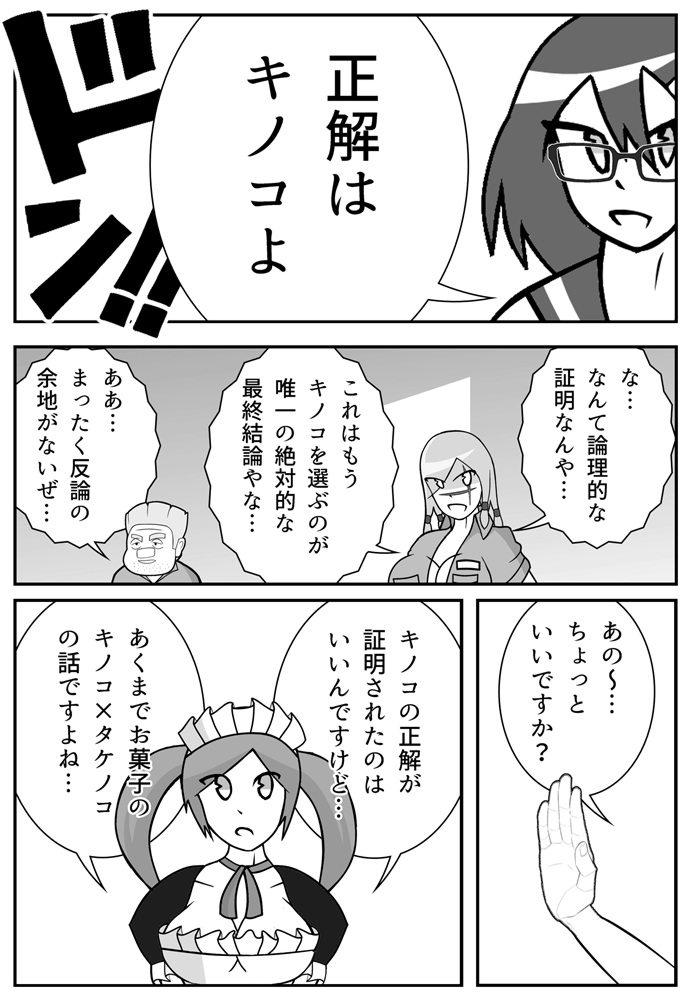 正解は
キノコよ
ドン!!
な…
なんて論理的な
証明なんや…
これはもう
キノコを選ぶのが
唯一の絶対的な
最終結論やな…
ああ…
まったく反論の
余地がないぜ…
あの〜…
ちょっと
いいですか?
キノコの正解が
証明されたのは
いいんですけど…
あくまでお菓子の
キノコ×タケノコ
の話ですよね…